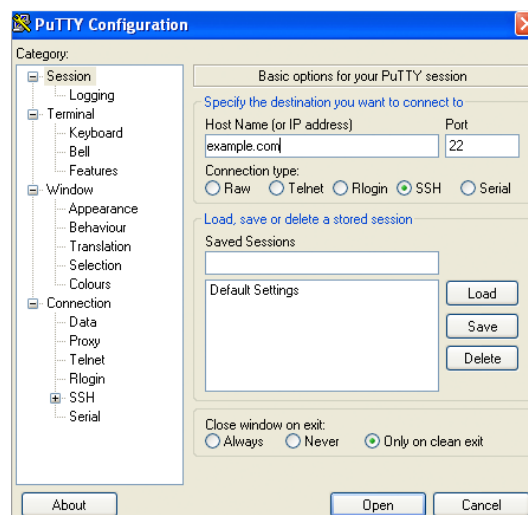 PuTTY Configuration
Category:
Session
Logging
Terminal
Keyboard
Bell
Features
Window
Appearance
Behaviour
Translation
Selection
Colours
Connection
Data
Proxy
Telnet
Rlogin
SSH
Serial
Basic options for your PuTTY session
Specify the destination you want to connect to
Host Name (or IP address) Port
example.com 22
Connection type:
Raw Telnet Rlogin SSH Serial
Load, save or delete a stored session
Saved Sessions
Default Settings
Load
Save
Delete
Close window on exit:
Always Never Only on clean exit
About Open Cancel